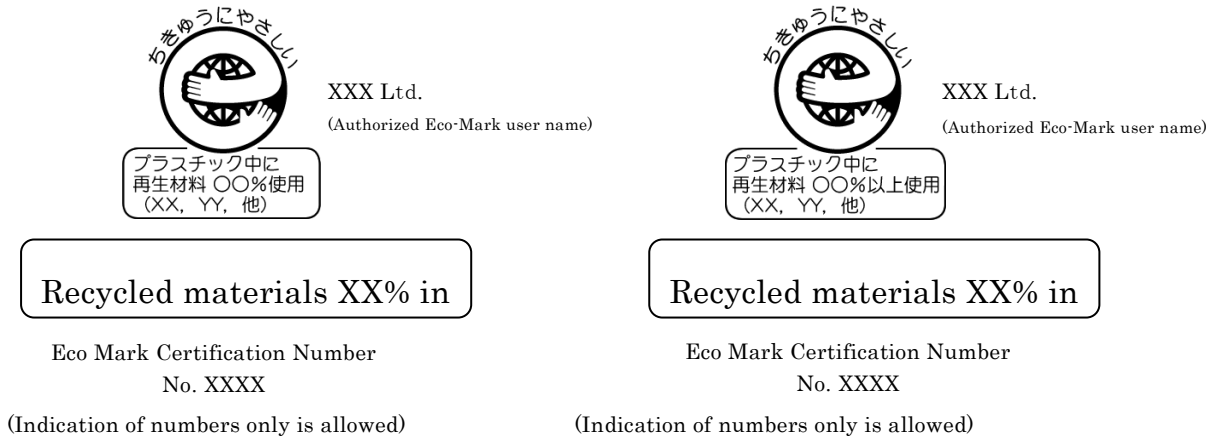 ちきゅうにやさしい
XXX Ltd.
(Authorized Eco-Mark user name)
プラスチック中に
再生材料 〇〇％使用
（XX，YY，他）
Recycled materials XX% in
Eco Mark Certification Number
No. XXXX
(Indication of numbers only is allowed)
ちきゅうにやさしい
XXX Ltd.
(Authorized Eco-Mark user name)
プラスチック中に
再生材料 〇〇％以上使用
（XX，YY，他）
Recycled materials XX% in
Eco Mark Certification Number
No. XXXX
(Indication of numbers only is allowed)